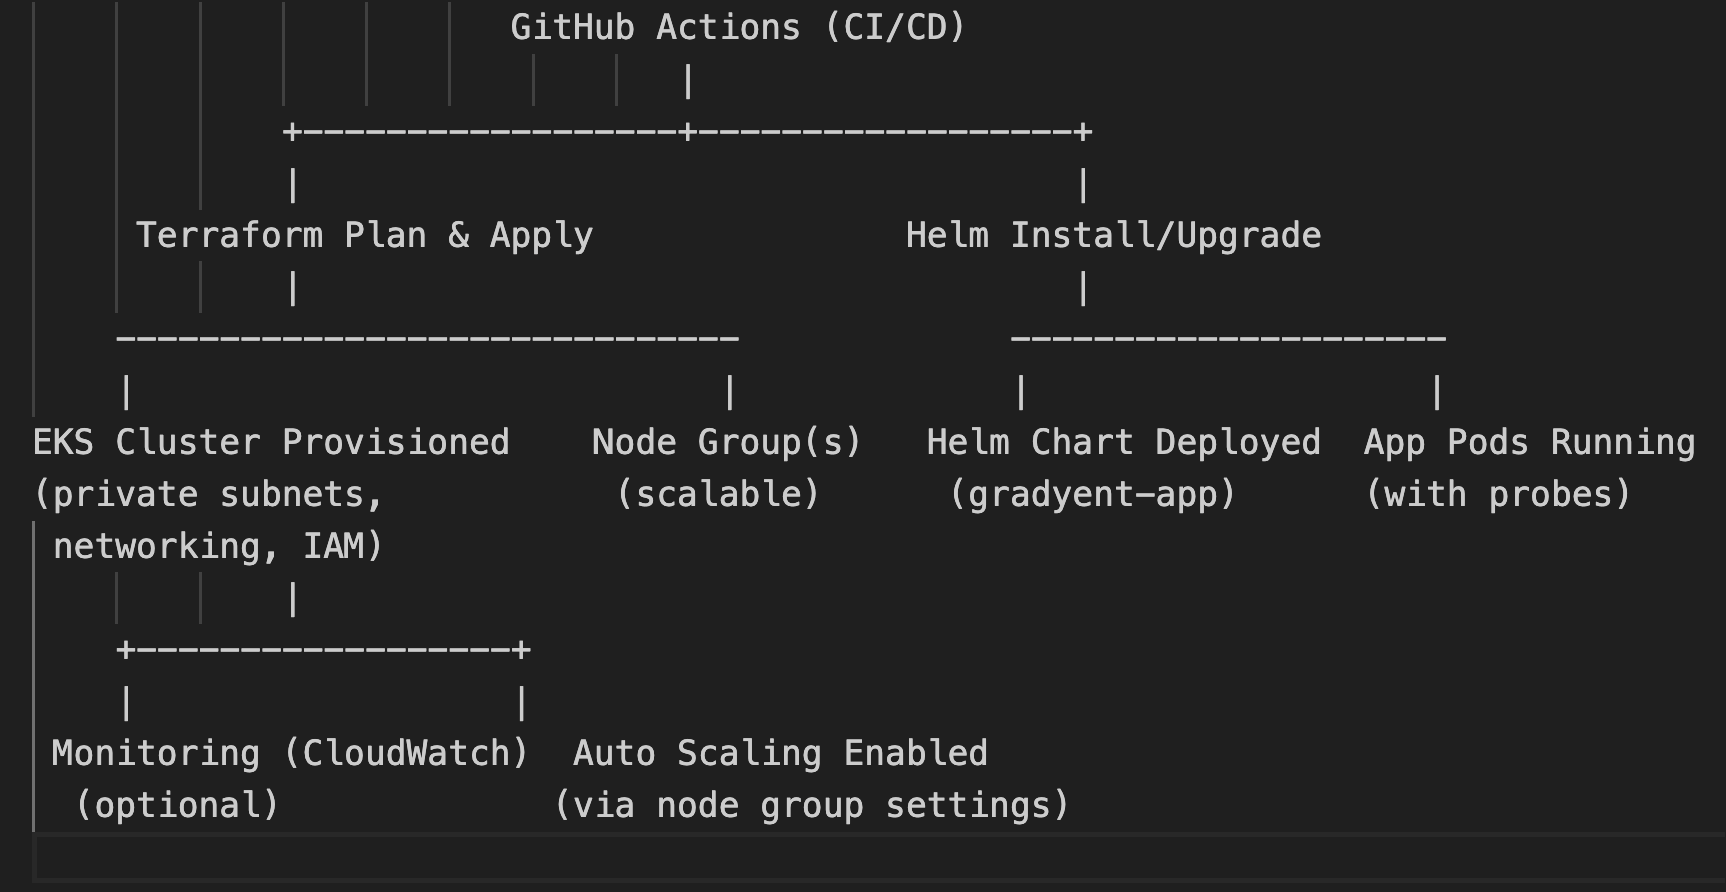 GitHub Actions (CI/CD)
|
+------------------+------------------+
| |
Terraform Plan & Apply Helm Install/Upgrade
| |
------------------------------ ---------------------
| | | |
EKS Cluster Provisioned Node Group(s) Helm Chart Deployed App Pods Running
(private subnets, (scalable) (gradyent-app) (with probes)
networking, IAM)
|
+------------------+
| |
Monitoring (CloudWatch) Auto Scaling Enabled
(optional) (via node group settings)